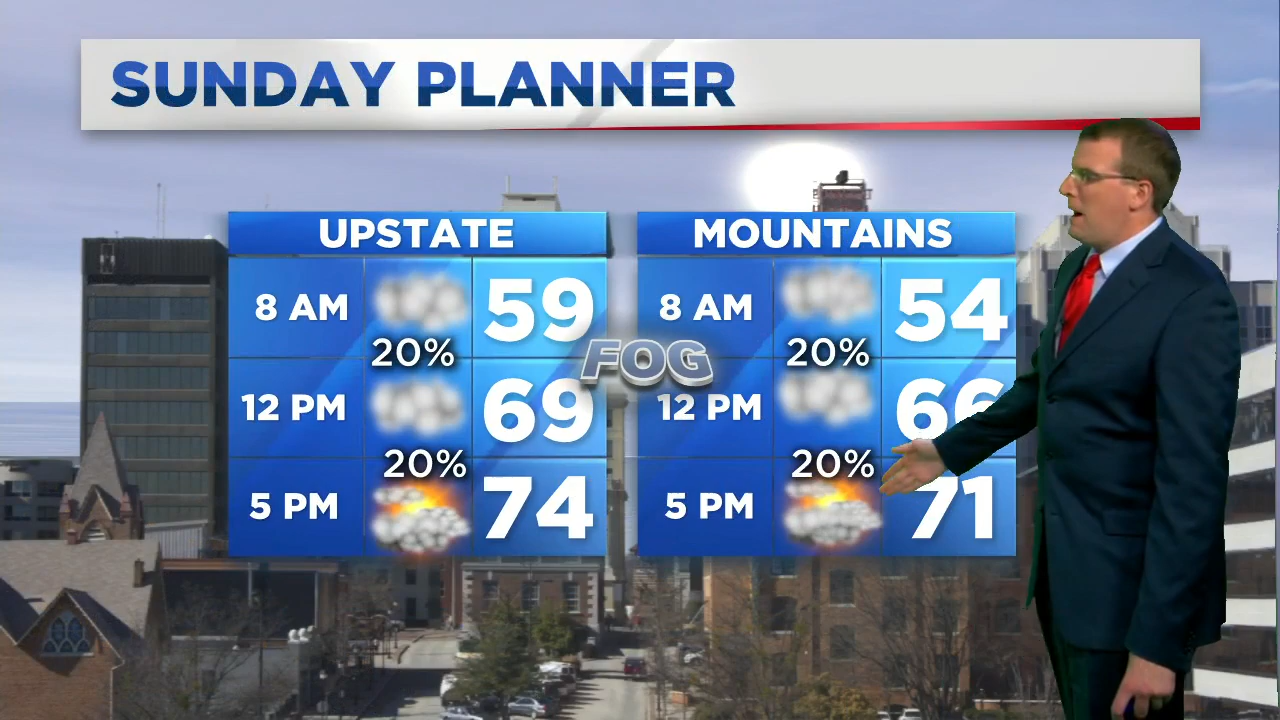 SUNDAY PLANNER
UPSTATE
8 AM 59
20%
12 PM 69
20%
5 PM 74
FOG
MOUNTAINS
8 AM 54
20%
12 PM 66
20%
5 PM 71